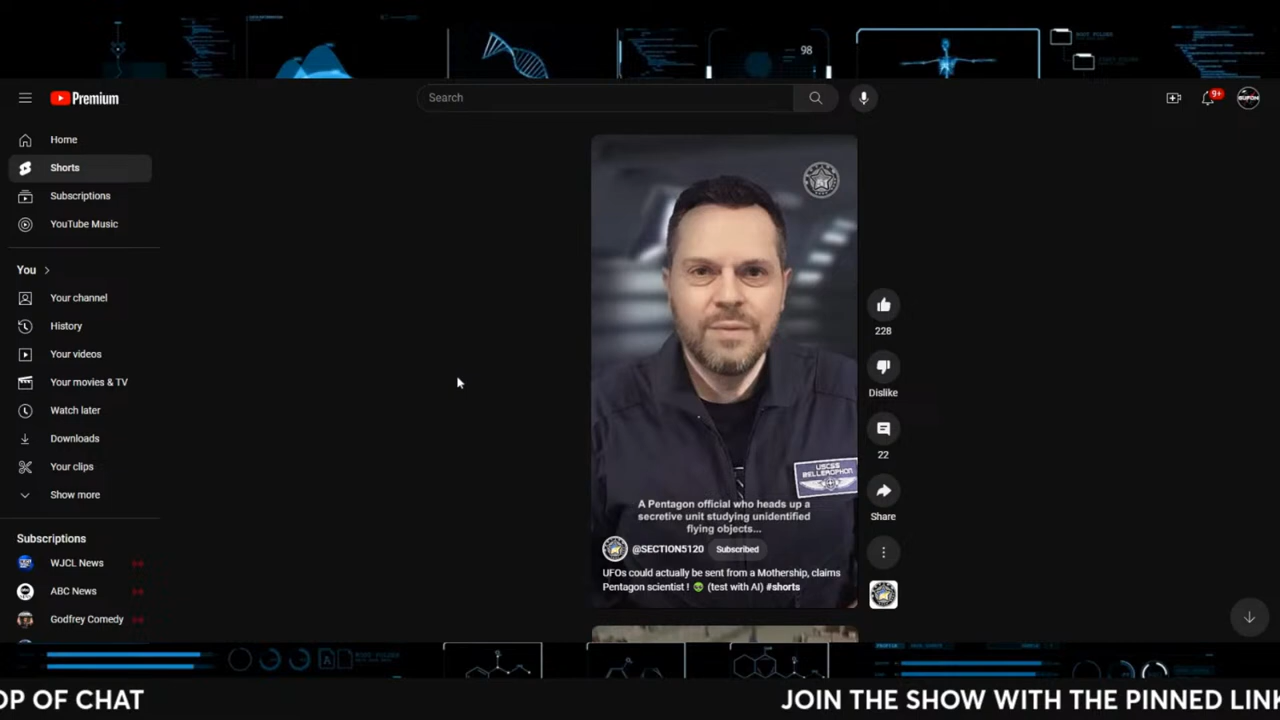 98
Premium
Search
9+
Home
Shorts
Subscriptions
YouTube Music
You
Your channel
History
Your videos
Your movies & TV
Watch later
Downloads
Your clips
Show more
Subscriptions
WJCL News
ABC News
Godfrey Comedy
51
USCSS
BELLEROPHON
A Pentagon official who heads up a
secretive unit studying unidentified
flying objects...
@SECTION5120
Subscribed
UFOs could actually be sent from a Mothership, claims
Pentagon scientist ! 👽 (test with AI) #shorts
228
Dislike
22
Share
OP OF CHAT
JOIN THE SHOW WITH THE PINNED LINK